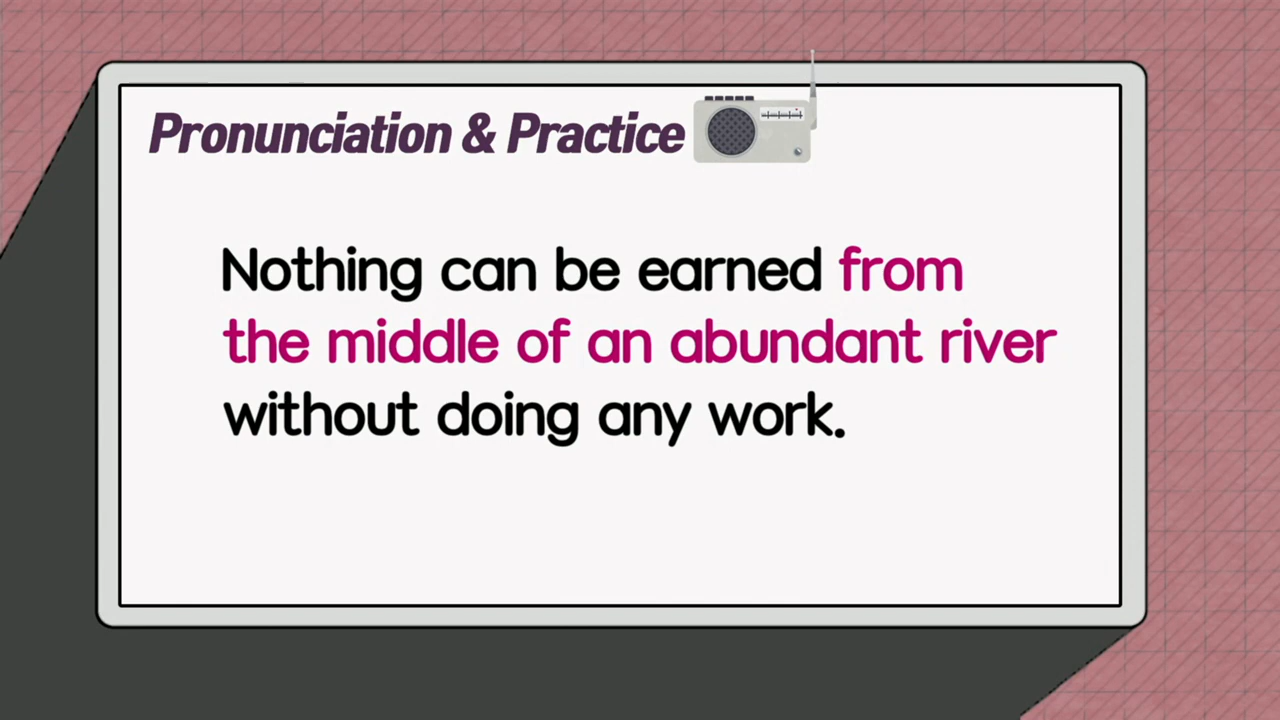 Pronunciation & Practice
Nothing can be earned from
the middle of an abundant river
without doing any work.